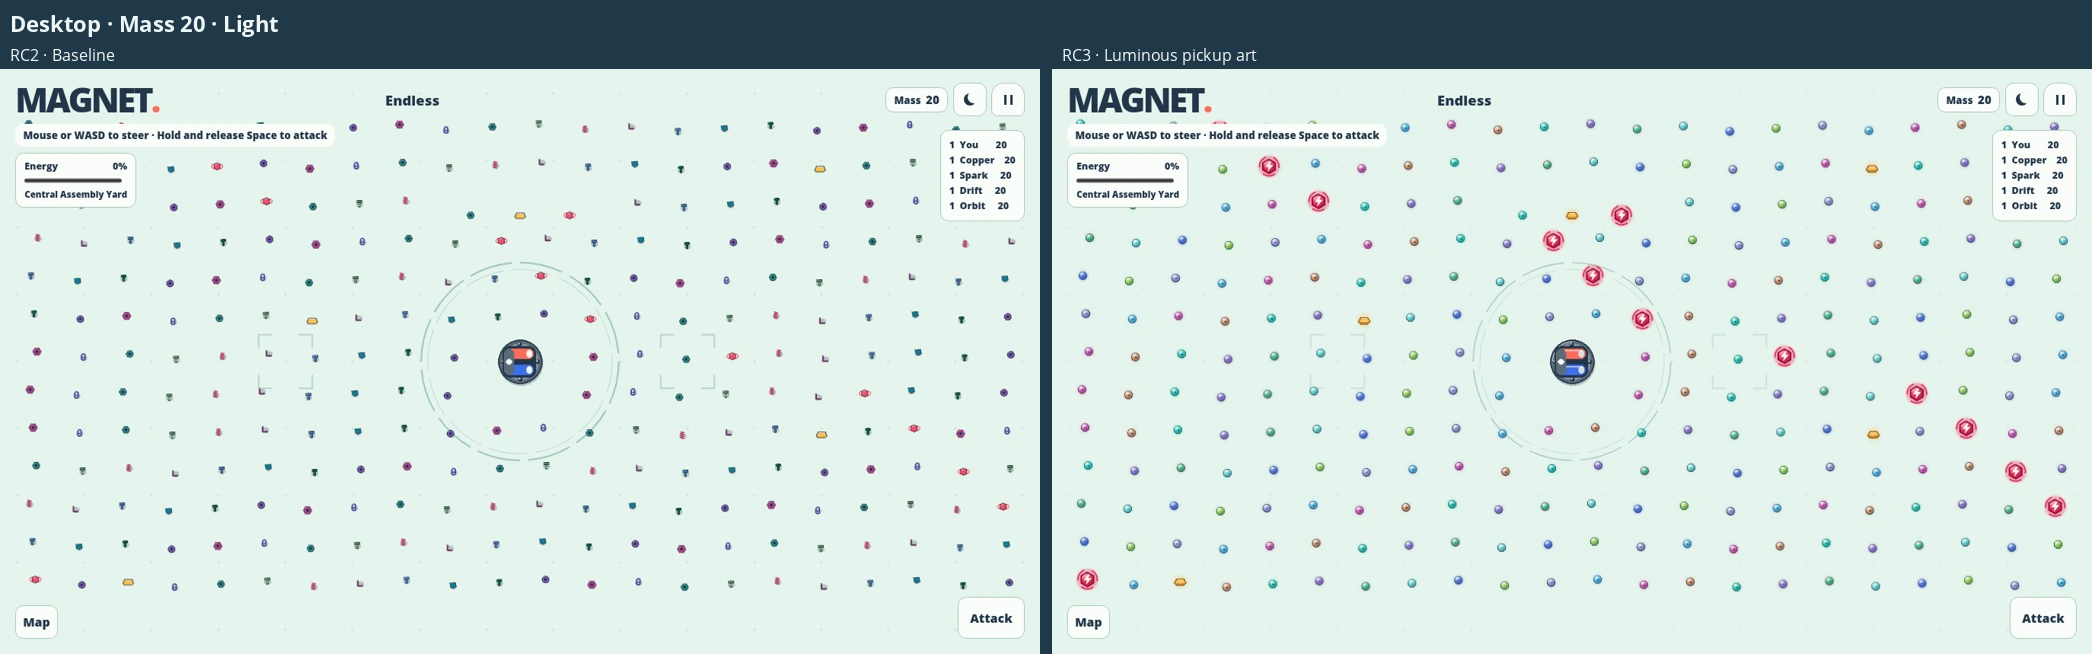 Desktop · Mass 20 · Light
RC2 · Baseline
MAGNET.
Endless
Mass 20
Mouse or WASD to steer · Hold and release Space to attack
Energy 0%
Central Assembly Yard
1 You 20
1 Copper 20
1 Spark 20
1 Drift 20
1 Orbit 20
Map
Attack
RC3 · Luminous pickup art
MAGNET.
Endless
Mass 20
Mouse or WASD to steer · Hold and release Space to attack
Energy 0%
Central Assembly Yard
1 You 20
1 Copper 20
1 Spark 20
1 Drift 20
1 Orbit 20
Map
Attack